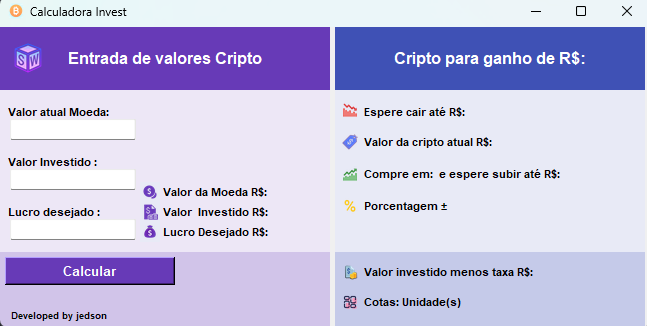 Calculadora Invest
Entrada de valores Cripto
Valor atual Moeda:
Valor Investido :
Valor da Moeda R$:
Valor Investido R$:
Lucro desejado :
Lucro Desejado R$:
Calcular
Developed by jedson
Cripto para ganho de R$:
Espere cair até R$:
Valor da cripto atual R$:
Compre em: e espere subir até R$:
Porcentagem ±
Valor investido menos taxa R$:
Cotas: Unidade(s)